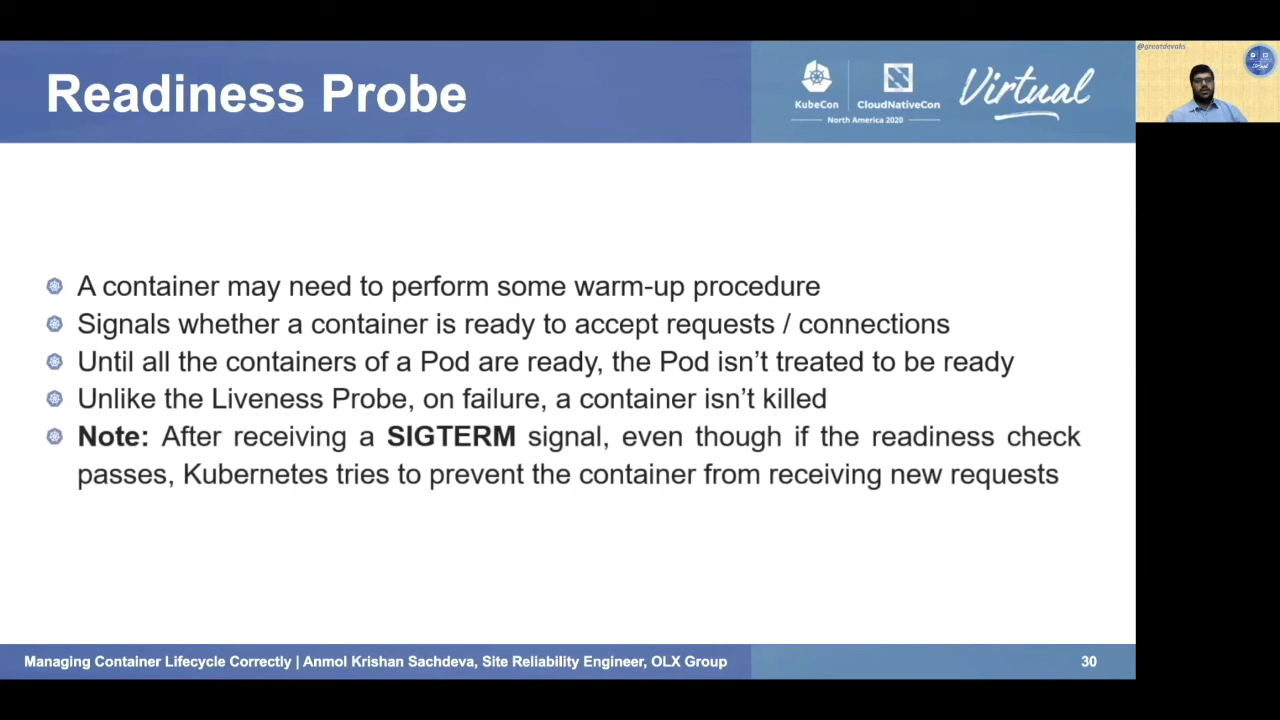 Readiness Probe
KubeCon
CloudNativeCon
North America 2020
Virtual
@greatdevaks
A container may need to perform some warm-up procedure
Signals whether a container is ready to accept requests / connections
Until all the containers of a Pod are ready, the Pod isn’t treated to be ready
Unlike the Liveness Probe, on failure, a container isn’t killed
Note: After receiving a SIGTERM signal, even though if the readiness check
passes, Kubernetes tries to prevent the container from receiving new requests
Managing Container Lifecycle Correctly | Anmol Krishan Sachdeva, Site Reliability Engineer, OLX Group
30